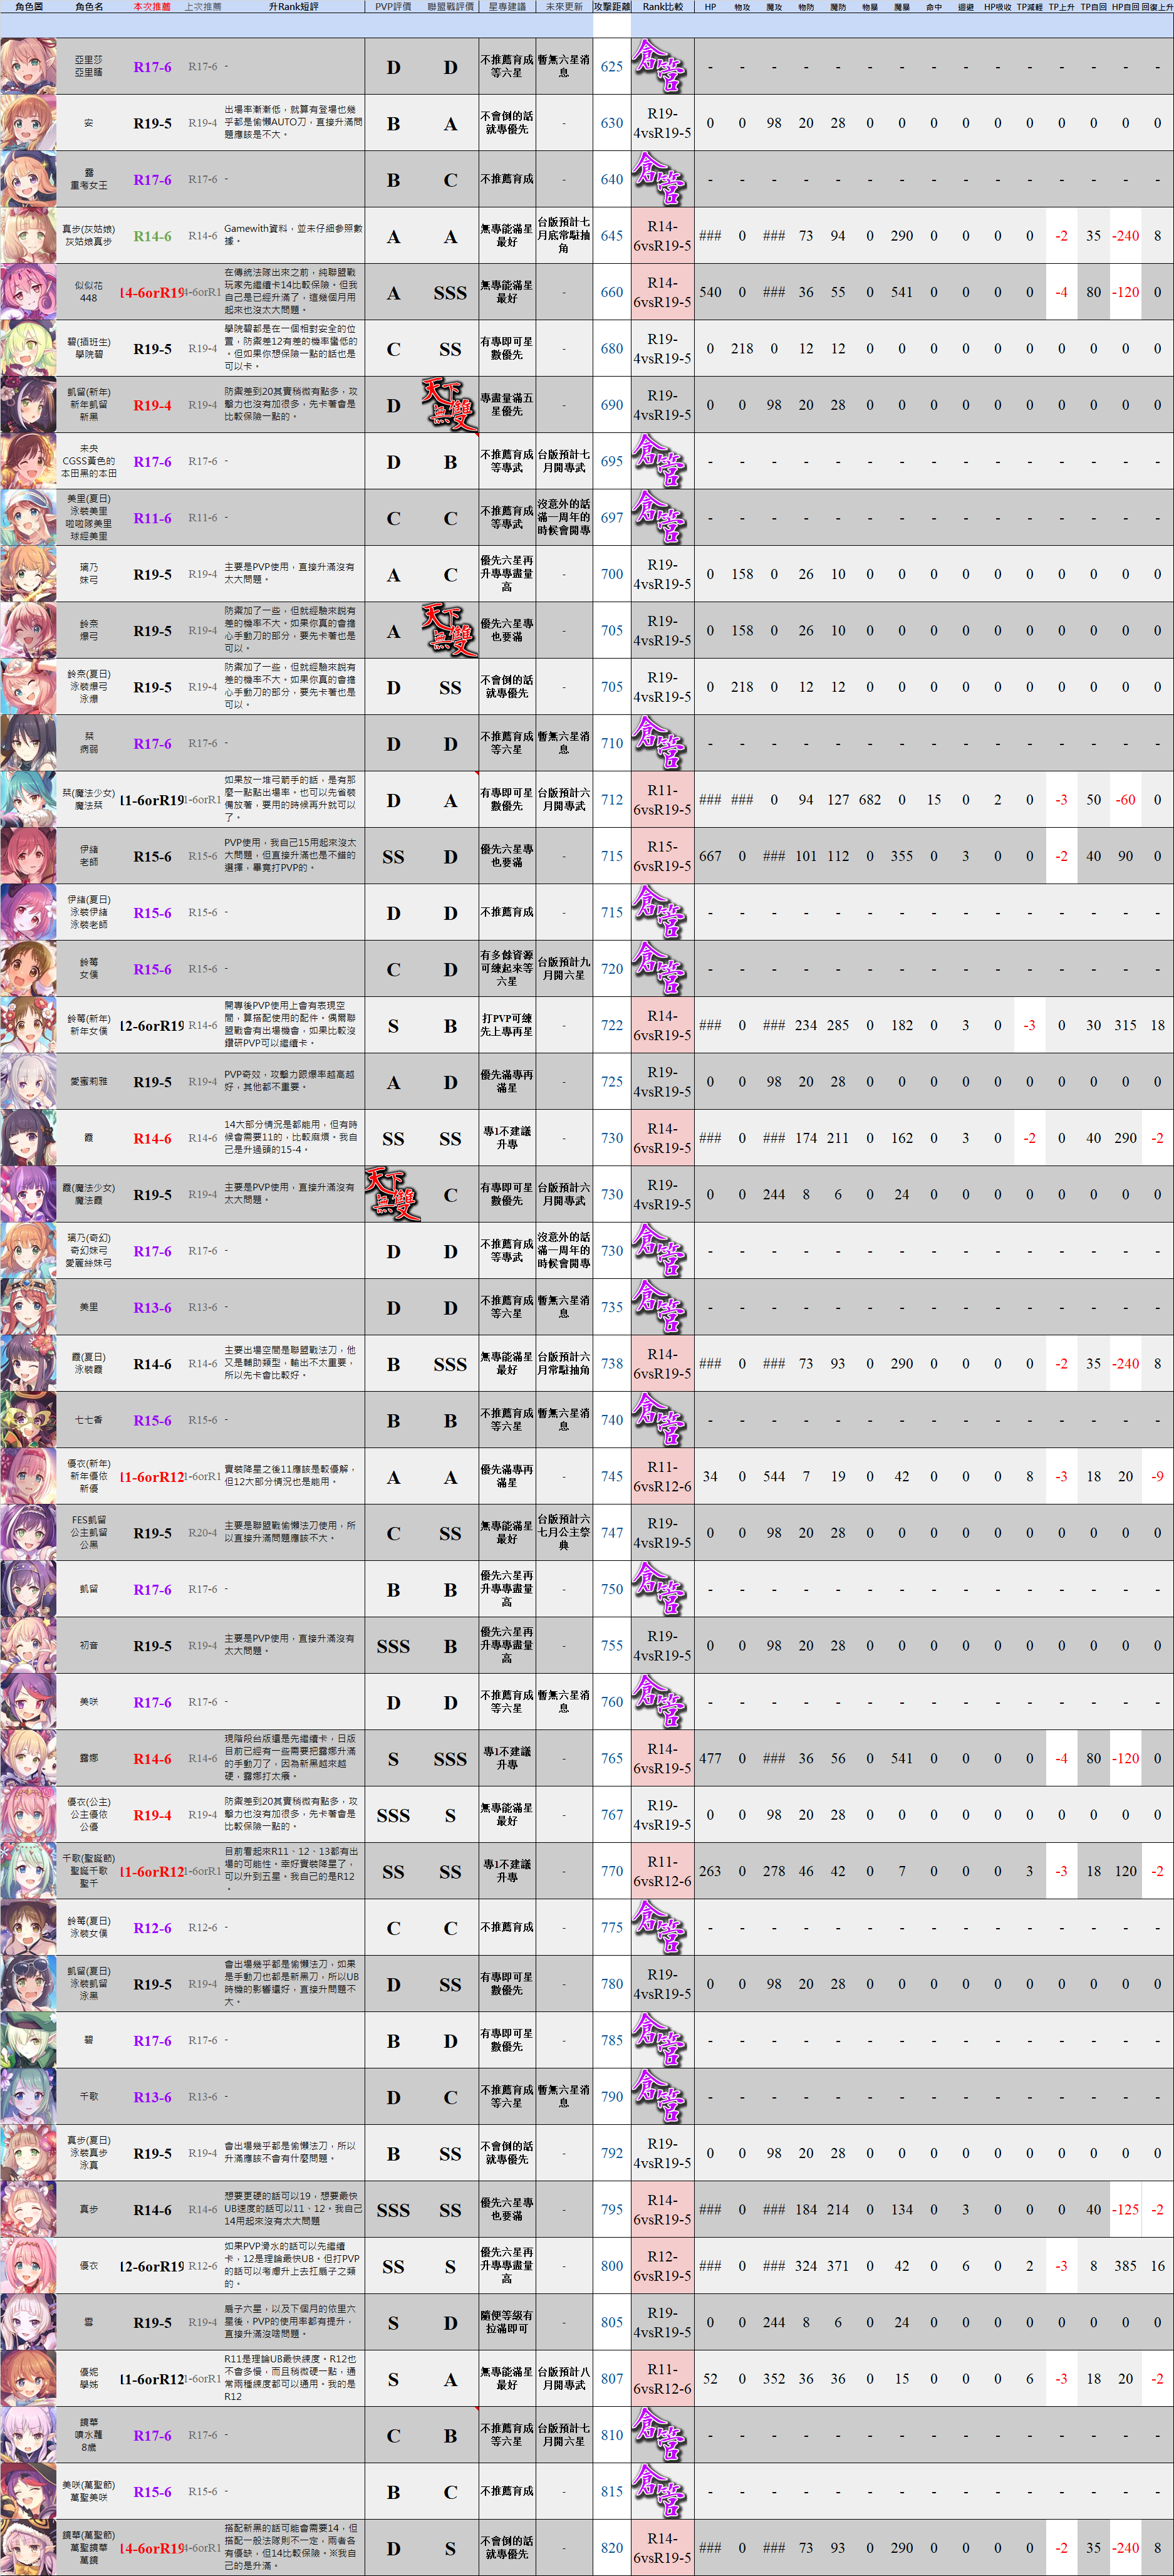 角色圖 角色名 本次推薦 上次推薦 升Rank短評 PVP評價 聯盟戰評價 星專建議 未來更新 攻擊距離 Rank比較 HP 物攻 魔攻 物防 魔防 物暴 魔暴 命中 迴避 HP吸收 TP減輕 TP上升 TP自回 HP自回 回復上升
亞里莎
亞里瞎
R17-6 R17-6 - D D
不推薦育成
等六星
暫無六星消
息
625 倉管 - - - - - - - - - - - - - - -
安
R19-5 R19-4
出場率漸漸低，就算有登場也幾
乎都是偷懶AUTO刀，直接升滿問
題應該是不大。
B A
不會倒的話
就專優先
- 630
R19-
4vsR19-5
0 0 98 20 28 0 0 0 0 0 0 0 0 0 0
露
重考女王
R17-6 R17-6 - B C 不推薦育成 - 640 倉管 - - - - - - - - - - - - - - -
真步(灰姑娘)
灰姑娘真步
R14-6 R14-6
Gamewith資料，並未仔細參照數
據。
A A
無專能滿星
最好
台版預計七
月底常駐抽
角
645
R14-
6vsR19-5
### 0 ### 73 94 0 290 0 0 0 0 -2 35 -240 8
似似花
448
14-6orR19 4-6orR1
在傳統法隊出來之前，純聯盟戰
玩家先繼續卡14比較保險。但我
自己是已經升滿了，這幾個月用
起來也沒太大問題。
A SSS
無專能滿星
最好
- 660
R14-
6vsR19-5
540 0 ### 36 55 0 541 0 0 0 0 -4 80 -120 0
碧(插班生)
學院碧
R19-5 R19-4
學院碧都是在一個相對安全的位
置，防禦差12有差的機率蠻低的
。但如果你想保險一點的話也是
可以卡。
C SS
有專即可星
數優先
- 680
R19-
4vsR19-5
0 218 0 12 12 0 0 0 0 0 0 0 0 0 0
凱留(新年)
新年凱留
新黑
R19-4 R19-4
防禦差到20其實稍微有點多，攻
擊力也沒有加很多，先卡著會是
比較保險一點的。
D 天下無雙
專盡量滿五
星優先
- 690
R19-
4vsR19-5
0 0 98 20 28 0 0 0 0 0 0 0 0 0 0
未央
CGSS黃色的
本田黑的本田
R17-6 R17-6 - D B
不推薦育成
等專武
台版預計七
月開專武
695 倉管 - - - - - - - - - - - - - - -
美里(夏日)
泳裝美里
啦啦隊美里
球經美里
R11-6 R11-6 - C C
不推薦育成
等專武
沒意外的話
滿一周年的
時候會開專
697 倉管 - - - - - - - - - - - - - - -
璃乃
妹弓
R19-5 R19-4
主要是PVP使用，直接升滿沒有
太大問題。
A C
優先六星再
升專專盡量
高
- 700
R19-
4vsR19-5
0 158 0 26 10 0 0 0 0 0 0 0 0 0 0
鈴奈
爆弓
R19-5 R19-4
防禦加了一些，但就經驗來說有
差的機率不大。如果你真的會擔
心手動刀的部分，要先卡著也是
可以。
A 天下無雙
優先六星專
也要滿
- 705
R19-
4vsR19-5
0 158 0 26 10 0 0 0 0 0 0 0 0 0 0
鈴奈(夏日)
泳裝爆弓
泳爆
R19-5 R19-4
防禦加了一些，但就經驗來說有
差的機率不大。如果你真的會擔
心手動刀的部分，要先卡著也是
可以。
D SS
不會倒的話
就專優先
- 705
R19-
4vsR19-5
0 218 0 12 12 0 0 0 0 0 0 0 0 0 0
栞
病弱
R17-6 R17-6 - D D
不推薦育成
等六星
暫無六星消
息
710 倉管 - - - - - - - - - - - - - - -
栞(魔法少女)
魔法栞
11-6orR19 1-6orR1
如果放一堆弓箭手的話，是有那
麼一點點出場率。也可以先省裝
備放著，要用的時候再升就可以
了。
D A
有專即可星
數優先
台版預計六
月開專武
712
R11-
6vsR19-5
### ### 0 94 127 682 0 15 0 2 0 -3 50 -60 0
伊緒
老師
R15-6 R15-6
PVP使用，我自己15用起來沒太
大問題，但直接升滿也是不錯的
選擇，畢竟打PVP的。
SS D
優先六星專
也要滿
- 715
R15-
6vsR19-5
667 0 ### 101 112 0 355 0 3 0 0 -2 40 90 0
伊緒(夏日)
泳裝伊緒
泳裝老師
R15-6 R15-6 - D D 不推薦育成 - 715 倉管 - - - - - - - - - - - - - - -
鈴莓
女僕
R15-6 R15-6 - C D
有多餘資源
可練起來等
六星
台版預計九
月開六星
720 倉管 - - - - - - - - - - - - - - -
鈴莓(新年)
新年女僕
12-6orR19 R14-6
開專後PVP使用上會有表現空
間，算搭配使用的配件。偶爾聯
盟戰會有出場機會，如果比較沒
鑽研PVP可以繼續卡。
S B
打PVP可練
先上專再星
- 722
R14-
6vsR19-5
### 0 ### 234 285 0 182 0 3 0 -3 0 30 315 18
愛蜜莉雅
R19-5 R19-4
PVP奇效，攻擊力跟爆率越高越
好，其他都不重要。
A D
優先滿專再
滿星
- 725
R19-
4vsR19-5
0 0 98 20 28 0 0 0 0 0 0 0 0 0 0
霞
R14-6 R14-6
14大部分情況是都能用，但有時
候會需要11的，比較麻煩。我自
己是升過頭的15-4。
SS SS
專1不建議
升專
- 730
R14-
6vsR19-5
### 0 ### 174 211 0 162 0 3 0 -2 0 40 290 -2
霞(魔法少女)
魔法霞
R19-5 R19-4
主要是PVP使用，直接升滿沒有
太大問題。
天下無雙 C
有專即可星
數優先
台版預計六
月開專武
730
R19-
4vsR19-5
0 0 244 8 6 0 24 0 0 0 0 0 0 0 0
璃乃(奇幻)
奇幻妹弓
愛麗絲妹弓
R17-6 R17-6 - D D
不推薦育成
等專武
沒意外的話
滿一周年的
時候會開專
730 倉管 - - - - - - - - - - - - - - -
美里
R13-6 R13-6 - D D
不推薦育成
等六星
暫無六星消
息
735 倉管 - - - - - - - - - - - - - - -
霞(夏日)
泳裝霞
R14-6 R14-6
主要出場空間是聯盟戰法刀，他
又是輔助類型，輸出不太重要，
所以先卡會比較好。
B SSS
無專能滿星
最好
台版預計六
月常駐抽角
738
R14-
6vsR19-5
### 0 ### 73 93 0 290 0 0 0 0 -2 35 -240 8
七七香
R15-6 R15-6 - B B
不推薦育成
等六星
暫無六星消
息
740 倉管 - - - - - - - - - - - - - - -
優衣(新年)
新年優依
新優
11-6orR12 1-6orR1
實裝降星之後11應該是較優解，
但12大部分情況也是能用。
A A
優先滿專再
滿星
- 745
R11-
6vsR12-6
34 0 544 7 19 0 42 0 0 0 8 -3 18 20 -9
FES凱留
公主凱留
公黑
R19-5 R20-4
主要是聯盟戰偷懶法刀使用，所
以直接升滿問題應該不大。
C SS
無專能滿星
最好
台版預計六
七月公主祭
典
747
R19-
4vsR19-5
0 0 98 20 28 0 0 0 0 0 0 0 0 0 0
凱留
R17-6 R17-6 - B B
優先六星再
升專專盡量
高
- 750 倉管 - - - - - - - - - - - - - - -
初音
R19-5 R19-4
主要是PVP使用，直接升滿沒有
太大問題。
SSS B
優先六星再
升專專盡量
高
- 755
R19-
4vsR19-5
0 0 98 20 28 0 0 0 0 0 0 0 0 0 0
美咲
R17-6 R17-6 - D D
不推薦育成
等六星
暫無六星消
息
760 倉管 - - - - - - - - - - - - - - -
露娜
R14-6 R14-6
現階段台版還是先繼續卡，日版
目前已經有一些需要把露娜升滿
的手動刀了，因為新黑越來越
硬，露娜打太癢。
S SSS
專1不建議
升專
- 765
R14-
6vsR19-5
477 0 ### 36 56 0 541 0 0 0 0 -4 80 -120 0
優衣(公主)
公主優依
公優
R19-4 R19-4
防禦差到20其實稍微有點多，攻
擊力也沒有加很多，先卡著會是
比較保險一點的。
SSS S
無專能滿星
最好
- 767
R19-
4vsR19-5
0 0 98 20 28 0 0 0 0 0 0 0 0 0 0
千歌(聖誕節)
聖誕千歌
聖千
11-6orR12 1-6orR1
目前看起來R11、12、13都有出
場的可能性。幸好實裝降星了，
可以升到五星。我自己的是R12
。
SS SS
專1不建議
升專
- 770
R11-
6vsR12-6
263 0 278 46 42 0 7 0 0 0 3 -3 18 120 -2
鈴莓(夏日)
泳裝女僕
R12-6 R12-6 - C C 不推薦育成 - 775 倉管 - - - - - - - - - - - - - - -
凱留(夏日)
泳裝凱留
泳黑
R19-5 R19-4
會出場幾乎都是偷懶法刀，如果
是手動刀也都是新黑刀，所以UB
時機的影響還好，直接升問題不
大。
D SS
有專即可星
數優先
- 780
R19-
4vsR19-5
0 0 98 20 28 0 0 0 0 0 0 0 0 0 0
碧
R17-6 R17-6 - B D
有專即可星
數優先
- 785 倉管 - - - - - - - - - - - - - - -
千歌
R13-6 R13-6 - D C
不推薦育成
等六星
暫無六星消
息
790 倉管 - - - - - - - - - - - - - - -
真步(夏日)
泳裝真步
泳真
R19-5 R19-4
會出場幾乎都是偷懶法刀，所以
升滿應該不會有什麼問題。
B SS
不會倒的話
就專優先
- 792
R19-
4vsR19-5
0 0 98 20 28 0 0 0 0 0 0 0 0 0 0
真步
R14-6 R14-6
想要更硬的話可以19，想要最快
UB速度的話可以11、12。我自己
14用起來沒有太大問題
SSS SS
優先六星專
也要滿
- 795
R14-
6vsR19-5
### 0 ### 184 214 0 134 0 3 0 0 0 40 -125 -2
優衣
12-6orR19 R12-6
如果PVP滑水的話可以先繼續
卡，12是理論最快UB。但打PVP
的話可以考慮升上去扛扇子之類
的。
SS S
優先六星再
升專專盡量
高
- 800
R12-
6vsR19-5
### 0 ### 324 371 0 42 0 6 0 2 -3 8 385 16
雪
R19-5 R19-4
扇子六星，以及下個月的依里六
星後，PVP的使用率都有提升，
直接升滿沒啥問題。
S D
隨便等級有
拉滿即可
- 805
R19-
4vsR19-5
0 0 244 8 6 0 24 0 0 0 0 0 0 0 0
優妮
學姊
11-6orR12 1-6orR1
R11是理論UB最快練度。R12也
不會多慢，而且稍微硬一點，通
常兩種練度都可以通用。我的是
R12
S A
無專能滿星
最好
台版預計八
月開專武
807
R11-
6vsR12-6
52 0 352 36 36 0 15 0 0 0 6 -3 18 20 -2
鏡華
噴水蘿
8歲
R17-6 R17-6 - C B
不推薦育成
等六星
台版預計七
月開六星
810 倉管 - - - - - - - - - - - - - - -
美咲(萬聖節)
萬聖美咲
R15-6 R15-6 - B C 不推薦育成 - 815 倉管 - - - - - - - - - - - - - - -
鏡華(萬聖節)
萬聖鏡華
萬鏡
14-6orR19 4-6orR1
搭配新黑的話可能會需要14，但
搭配一般法隊則不一定，兩者各
有優缺，但14比較保險。※我自
己的是升滿。
D S
不會倒的話
就專優先
- 820
R14-
6vsR19-5
### 0 ### 73 93 0 290 0 0 0 0 -2 35 -240 8